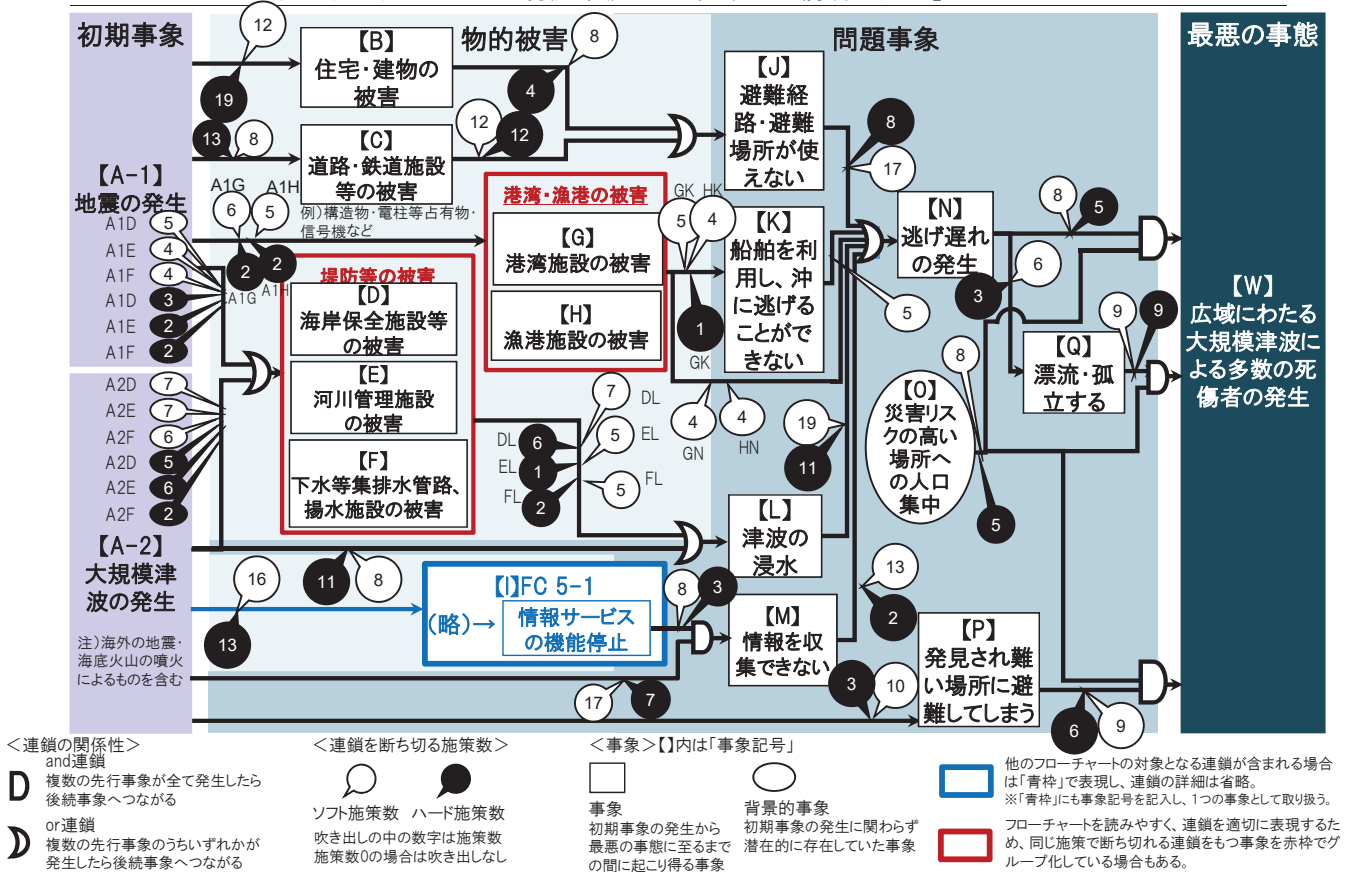 初期事象
物的被害
問題事象
最悪の事態
12
19
13
8
【B】
住宅・建物の
被害
8
4
【C】
道路・鉄道施設
等の被害
例)構造物・電柱等占有物・
信号機など
12
12
【J】
避難経
路・避難
場所が使
えない
8
17
【A-1】
地震の発生
A1D 5
A1E 4
A1F 4
A1D 3
A1E 2
A1F 2
A1G
A1H
6
5
2
2
A1G
A1H
港湾・漁港の被害
【G】
港湾施設の被害
【H】
漁港施設の被害
GK
HK
5
4
1
GK
【K】
船舶を利
用し、沖
に逃げる
ことがで
きない
5
【N】
逃げ遅れ
の発生
8
5
3
6
9
9
【Q】
漂流・孤
立する
【W】
広域にわたる
大規模津波に
よる多数の死
傷者の発生
堤防等の被害
【D】
海岸保全施設等
の被害
【E】
河川管理施設
の被害
【F】
下水等集排水管路、
揚水施設の被害
A2D 7
A2E 7
A2F 6
A2D 5
A2E 6
A2F 2
4
GN
4
HN
7
DL
DL
6
5
EL
EL
1
5
FL
FL
2
19
11
【O】
災害リス
クの高い
場所へ
の人口
集中
8
5
【A-2】
大規模津
波の発生
注)海外の地震・
海底火山の噴火
によるものを含む
11
8
16
13
【I】FC 5-1
(略)→
情報サービス
の機能停止
8
3
【L】
津波の
浸水
【M】
情報を収
集できない
13
2
17
7
3
10
【P】
発見され難
い場所に避
難してしまう
6
9
<連鎖の関係性>
and連鎖
複数の先行事象が全て発生したら
後続事象へつながる
or連鎖
複数の先行事象のうちいずれかが
発生したら後続事象へつながる
<連鎖を断ち切る施策数>
ソフト施策数 ハード施策数
吹き出しの中の数字は施策数
施策数0の場合は吹き出しなし
<事象>【】内は「事象記号」
事象
初期事象の発生から
最悪の事態に至るまで
の間に起こり得る事象
背景的事象
初期事象の発生に関わらず
潜在的に存在していた事象
他のフローチャートの対象となる連鎖が含まれる場合
は「青枠」で表現し、連鎖の詳細は省略。
※「青枠」にも事象記号を記入し、1つの事象として取り扱う。
フローチャートを読みやすく、連鎖を適切に表現するた
め、同じ施策で断ち切れる連鎖をもつ事象を赤枠でグ
ループ化している場合もある。